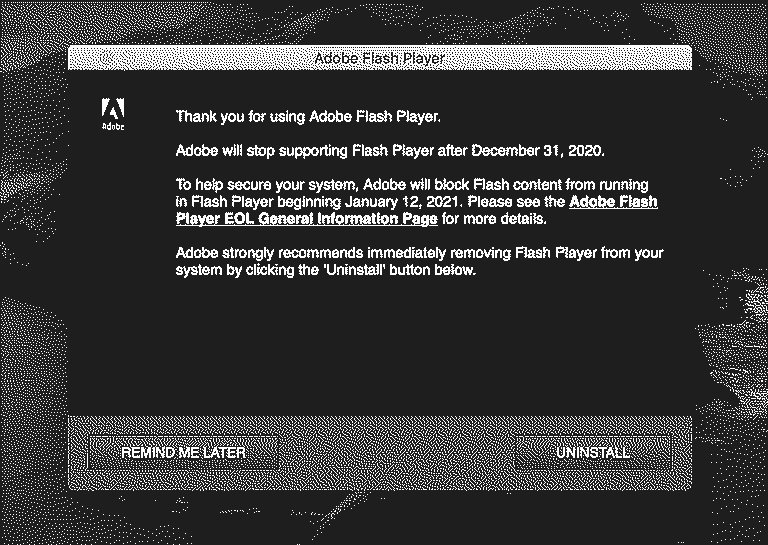 Adobe Flash Player
Adobe
Thank you for using Adobe Flash Player.
Adobe will stop supporting Flash Player after December 31, 2020.
To help secure your system, Adobe will block Flash content from running
in Flash Player beginning January 12, 2021. Please see the Adobe Flash
Player EOL General Information Page for more details.
Adobe strongly recommends immediately removing Flash Player from your
system by clicking the 'Uninstall' button below.
REMIND ME LATER
UNINSTALL